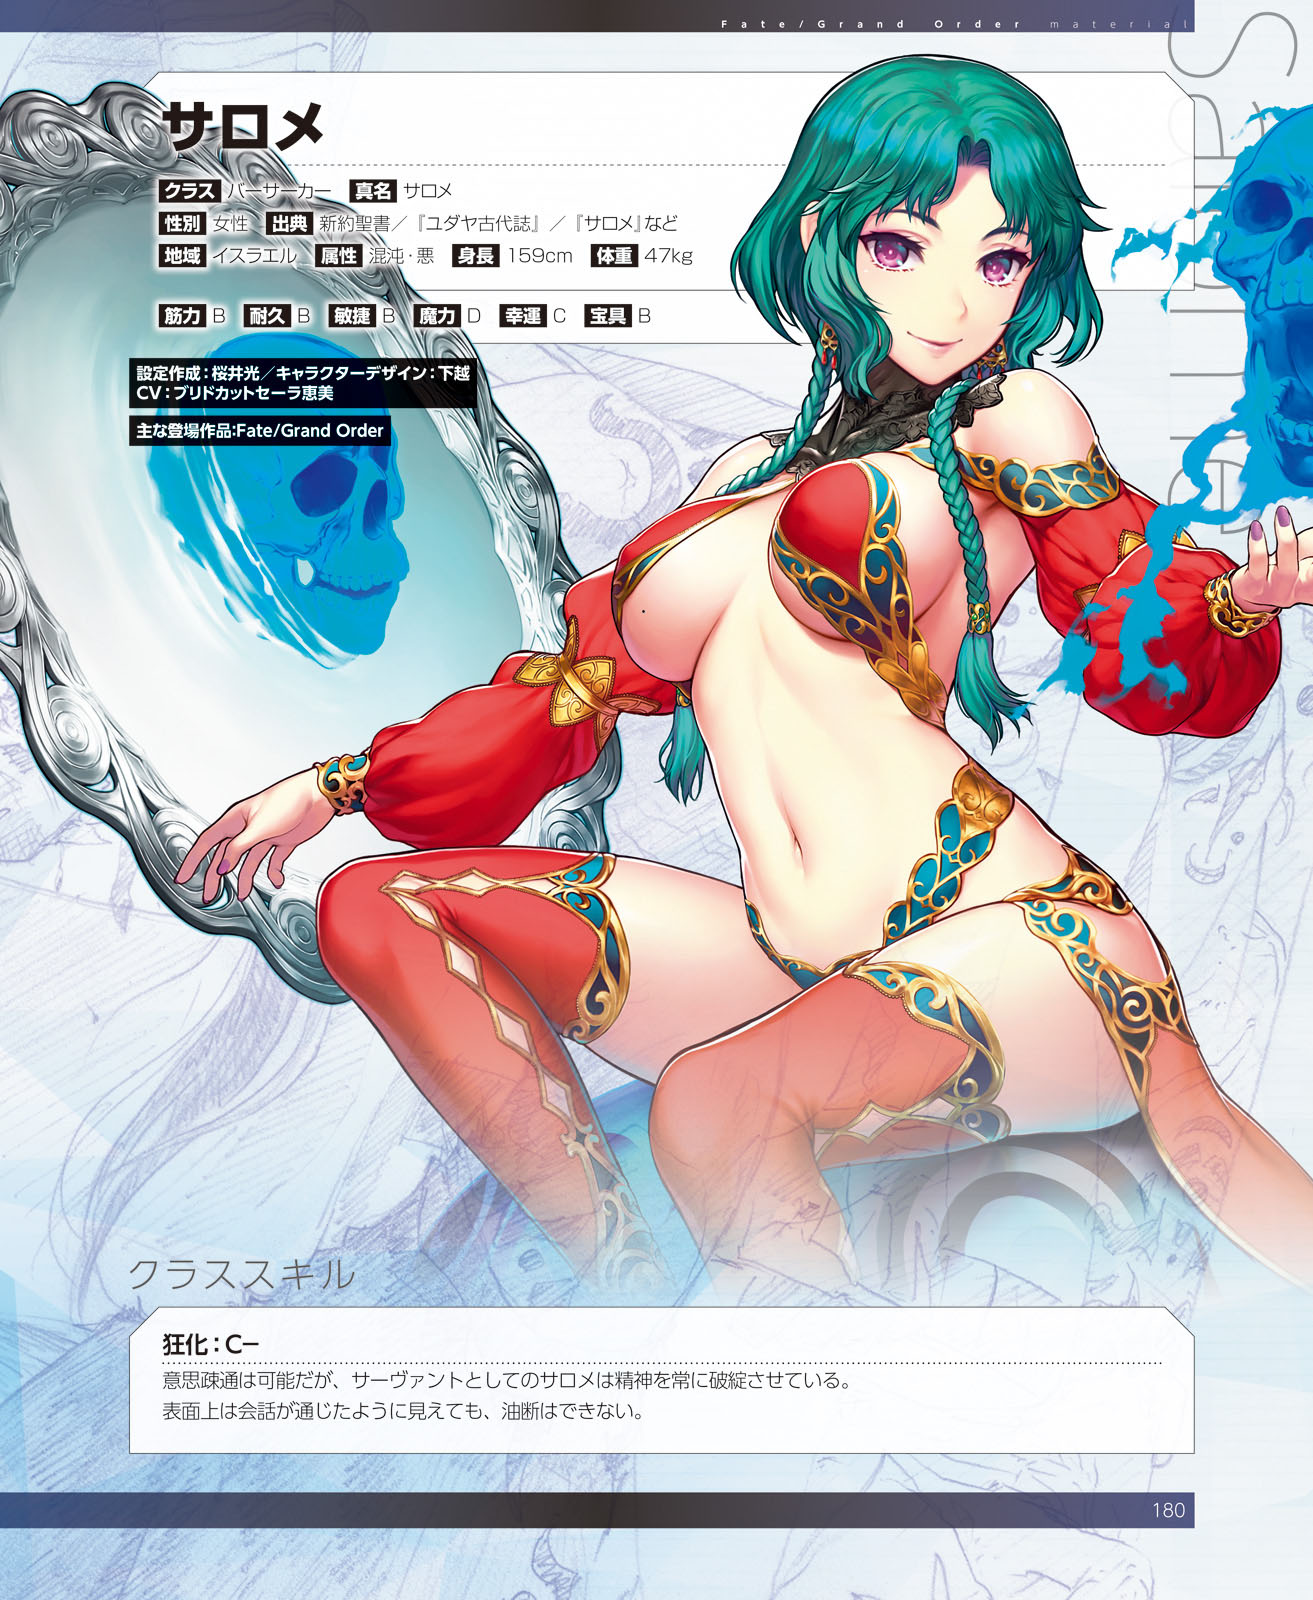 Fate/Grand Order material
Salome
サロメ
クラス バーサーカー 真名 サロメ
性別 女性 出典 新約聖書／『ユダヤ古代誌』／『サロメ』など
地域 イスラエル 属性 混沌・悪 身長 159cm 体重 47kg
筋力 B 耐久 B 敏捷 B 魔力 D 幸運 C 宝具 B
設定作成：桜井光／キャラクターデザイン：下越
CV：ブリドカットセーラ恵美
主な登場作品:Fate/Grand Order
クラススキル
狂化：C−
意思疎通は可能だが、サーヴァントとしてのサロメは精神を常に破綻させている。
表面上は会話が通じたように見えても、油断はできない。
180